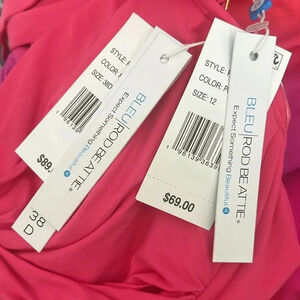 STYLE:
COLOR:
SIZE: 38D
$89.
38
D
BLEU|ROD BEATTIE®
Expect Something Beautiful
STYLE:
COLOR:
SIZE: 12
$69.00
BLEU|ROD BEATTIE®
Expect Something Beautiful